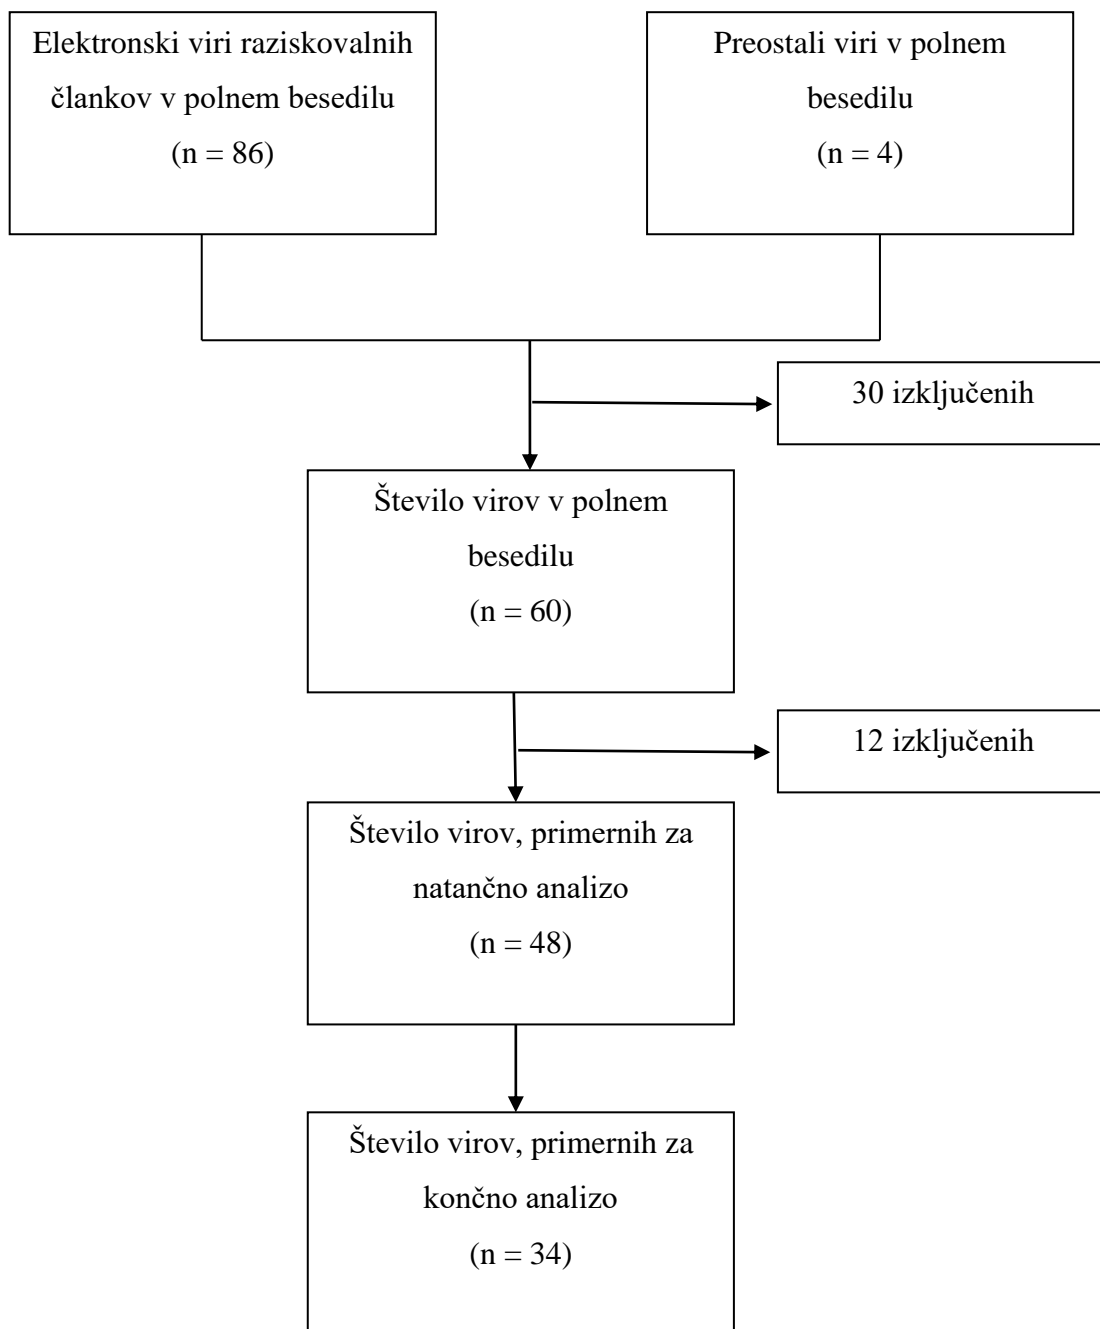 Elektronski viri raziskovalnih
člankov v polnem besedilu
(n = 86)
Preostali viri v polnem
besedilu
(n = 4)
30 izključenih
Število virov v polnem
besedilu
(n = 60)
12 izključenih
Število virov, primernih za
natančno analizo
(n = 48)
Število virov, primernih za
končno analizo
(n = 34)